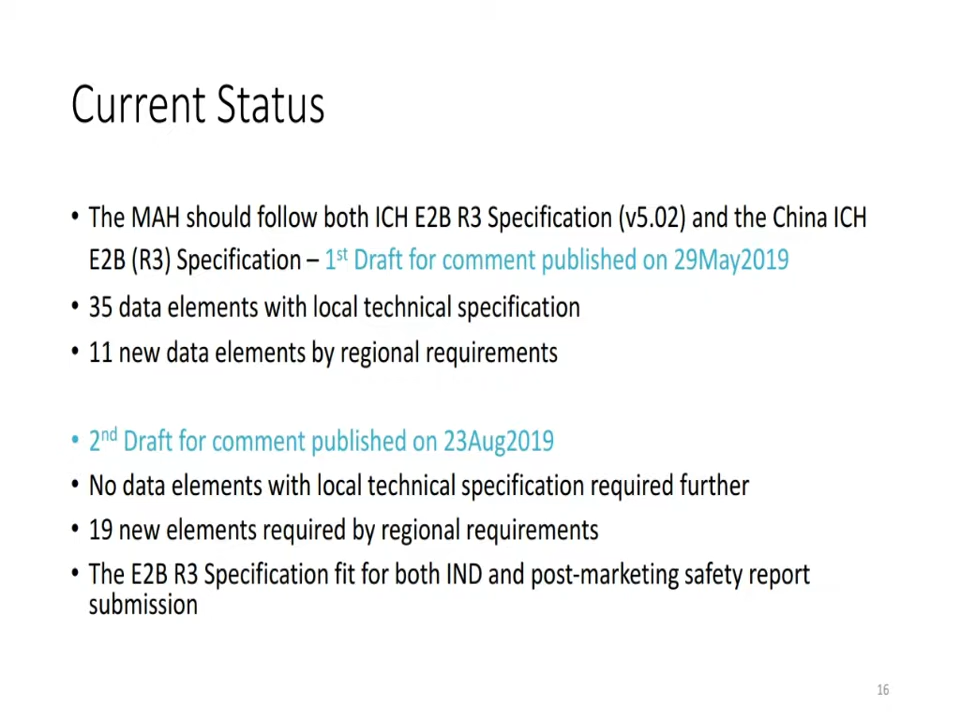 Current Status
• The MAH should follow both ICH E2B R3 Specification (v5.02) and the China ICH
E2B (R3) Specification – 1st Draft for comment published on 29May2019
• 35 data elements with local technical specification
• 11 new data elements by regional requirements
• 2nd Draft for comment published on 23Aug2019
• No data elements with local technical specification required further
• 19 new elements required by regional requirements
• The E2B R3 Specification fit for both IND and post-marketing safety report
submission
16